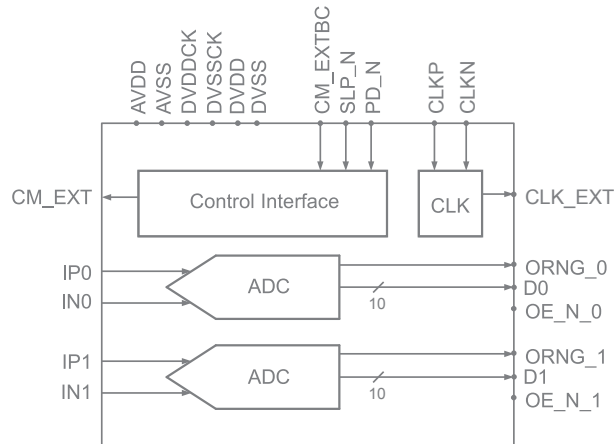 AVDD
AVSS
DVDDCK
DVSSCK
DVDD
DVSS
CM_EXTBC
SLP_N
PD_N
CLKP
CLKN
CM_EXT
Control Interface
CLK
CLK_EXT
IP0
IN0
ADC
10
ORNG_0
D0
OE_N_0
IP1
IN1
ADC
10
ORNG_1
D1
OE_N_1